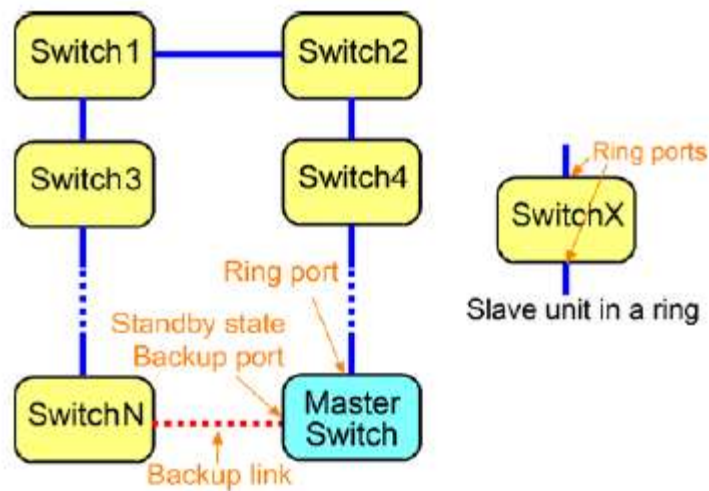 Switch1
Switch2
Switch3
Switch4
Ring ports
SwitchX
Slave unit in a ring
Ring port
Standby state
Backup port
SwitchN
Master
Switch
Backup link